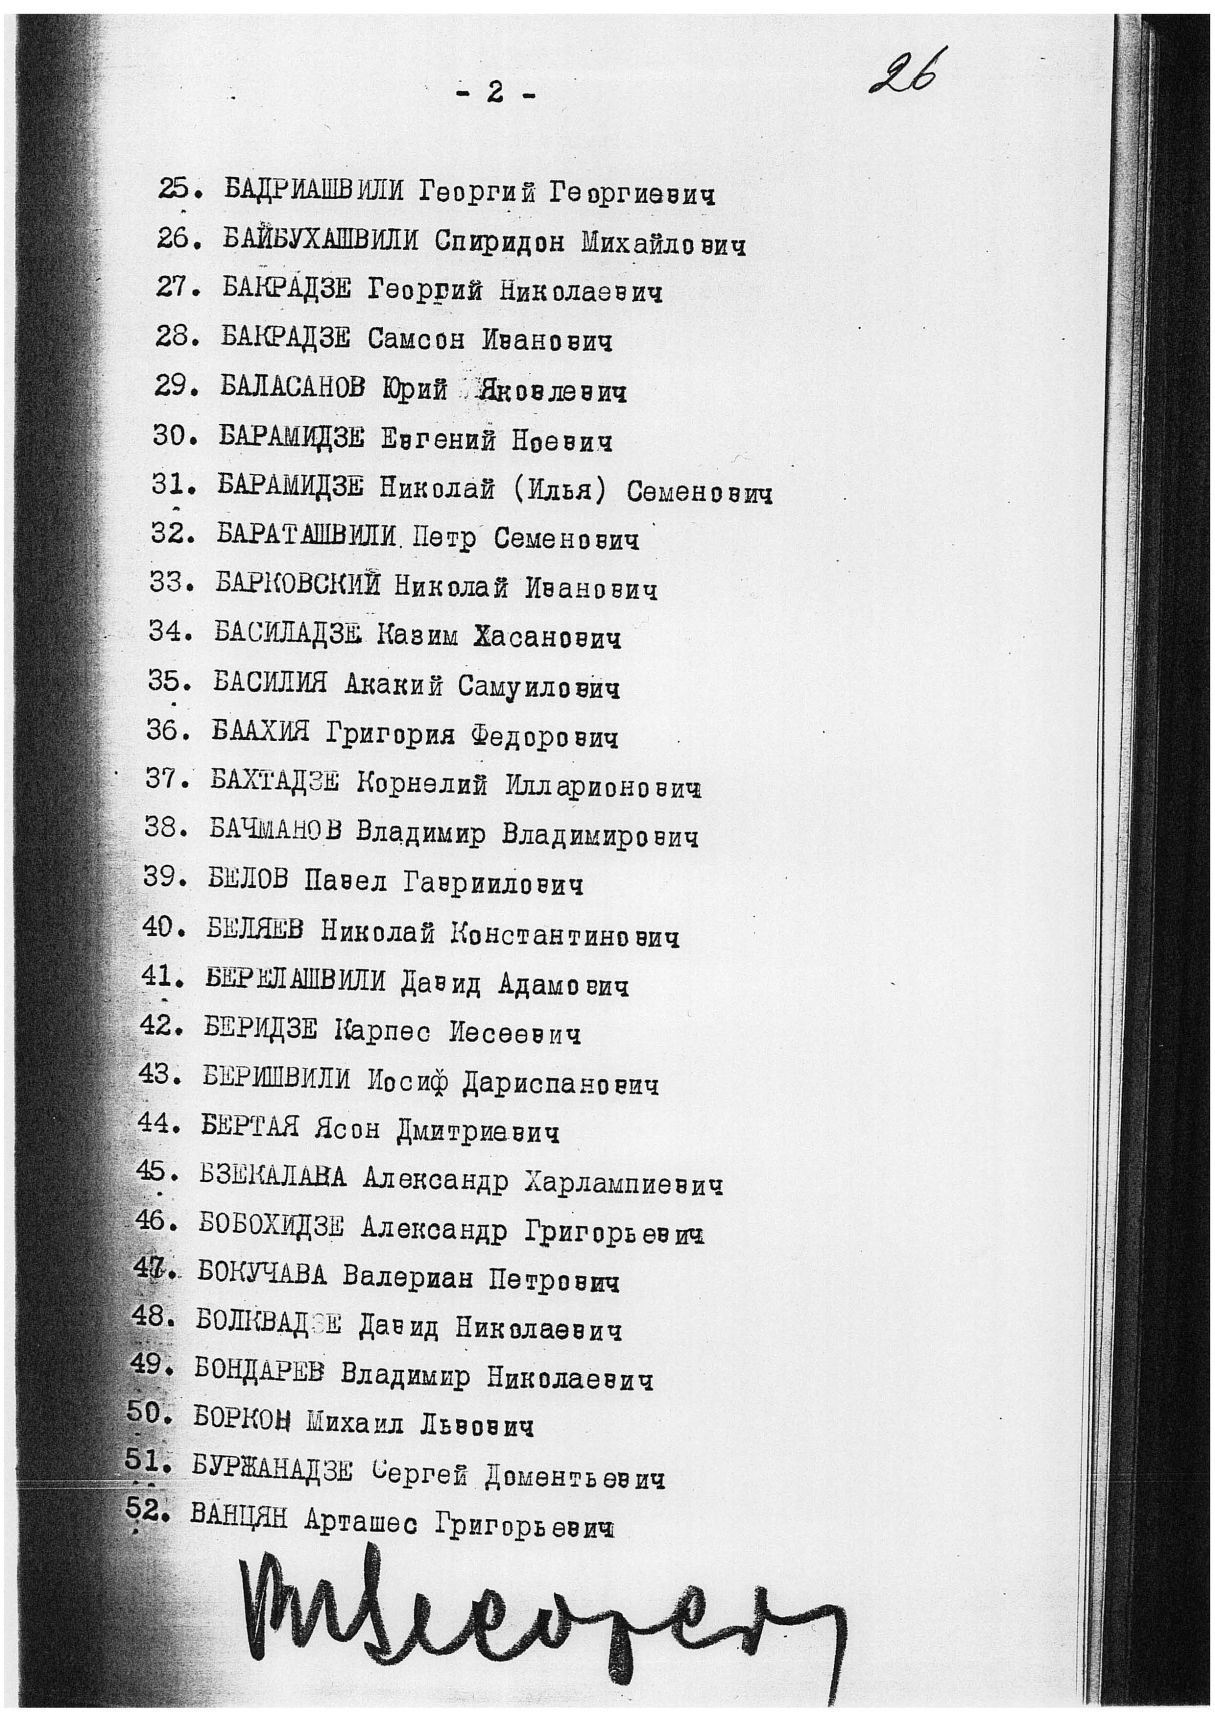 26
- 2 -
25. БАДРИАШВИЛИ Георгий Георгиевич
26. БАЙБУХАШВИЛИ Спиридон Михайлович
27. БАКРАДЗЕ Георгий Николаевич
28. БАКРАДЗЕ Самсон Иванович
29. БАЛАСАНОВ Юрий Яковлевич
30. БАРАМИДЗЕ Евгений Ноевич
31. БАРАМИДЗЕ Николай (Илья) Семенович
32. БАРАТАШВИЛИ Петр Семенович
33. БАРКОВСКИЙ Николай Иванович
34. БАСИЛАДЗЕ Казим Хасанович
35. БАСИЛИЯ Акакий Самуилович
36. БААХИЯ Григория Федорович
37. БАХТАДЗЕ Корнелий Илларионович
38. БАЧМАНОВ Владимир Владимирович
39. БЕЛОВ Павел Гавриилович
40. БЕЛЯЕВ Николай Константинович
41. БЕРЕЛАШВИЛИ Давид Адамович
42. БЕРИДЗЕ Карпес Иесеевич
43. БЕРИШВИЛИ Иосиф Дариспанович
44. БЕРТАЯ Ясон Дмитриевич
45. БЗЕКАЛАВА Александр Харлампиевич
46. БОБОХИДЗЕ Александр Григорьевич
47. БОКУЧАВА Валериан Петрович
48. БОЛКВАДЗЕ Давид Николаевич
49. БОНДАРЕВ Владимир Николаевич
50. БОРКОН Михаил Львович
51. БУРЖАНАДЗЕ Сергей Доментьевич
52. ВАНЦЯН Арташес Григорьевич